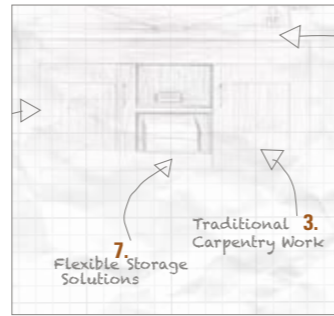 Traditional 3.
Carpentry Work
7.
Flexible Storage
Solutions